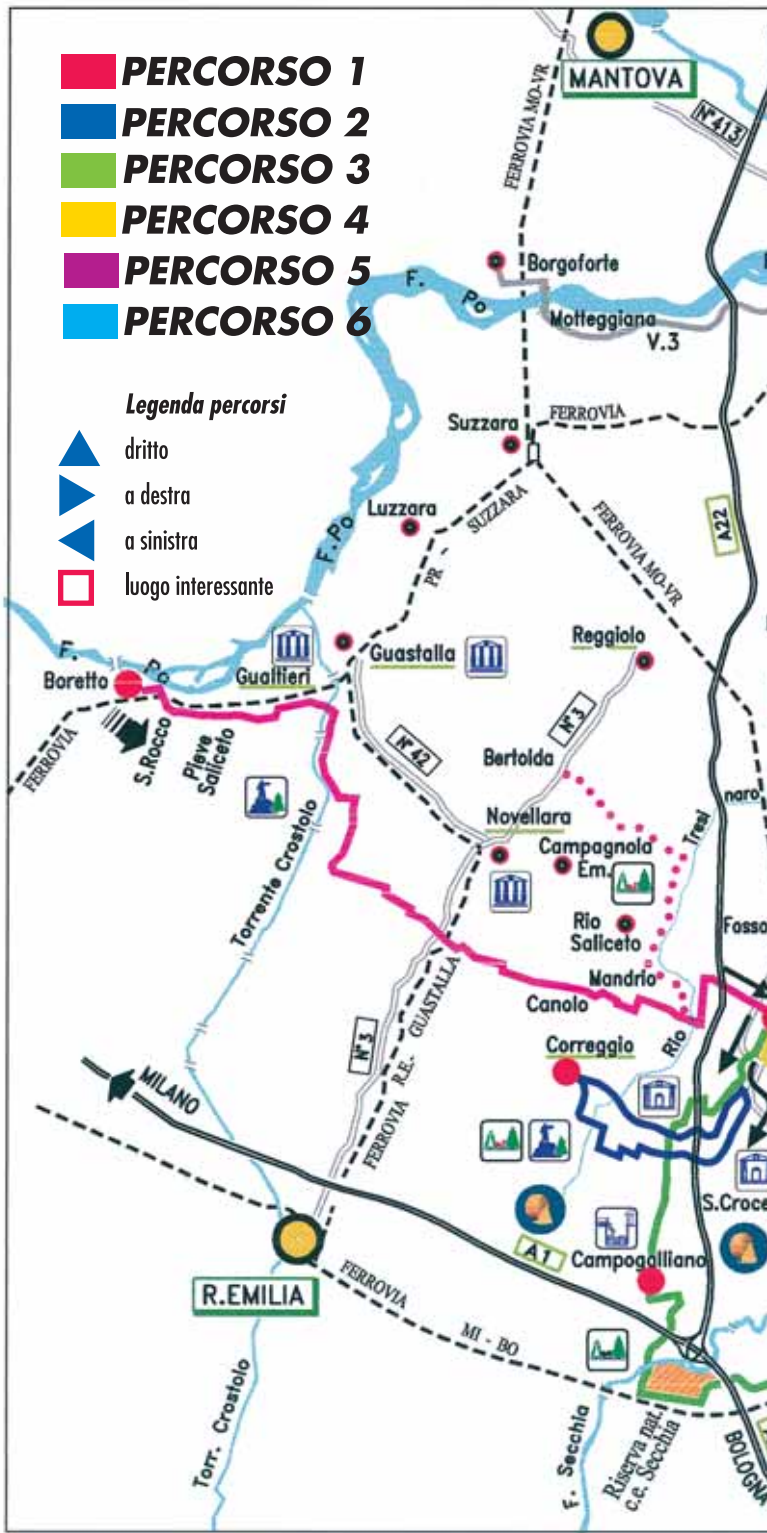 PERCORSO 1
PERCORSO 2
PERCORSO 3
PERCORSO 4
PERCORSO 5
PERCORSO 6
Legenda percorsi
dritto
a destra
a sinistra
luogo interessante
MANTOVA
N°413
FERROVIA MO-VR
Borgoforte
F. Po
Motteggiana
V.3
FERROVIA
Suzzara
SUZZARA
PR -
Luzzara
F.Po
A22
FERROVIA MO-VR
F. Po
Boretto
Gualtieri
Guastalla
Reggiolo
FERROVIA
S.Rocco
Pieve
Saliceto
N°42
N°3
Bertolda
Novellara
Campagnola
Em.
Tresi
naro
Torrente Crostolo
Rio
Saliceto
Fosso
Mandrio
Canolo
N°3
FERROVIA R.E.- GUASTALLA
Correggio
Rio
MILANO
S.Croce
A1
Campogalliano
R.EMILIA
FERROVIA
MI - BO
Torr. Crostolo
F. Secchia
Riserva nat.
c.e. Secchia
BOLOGNA